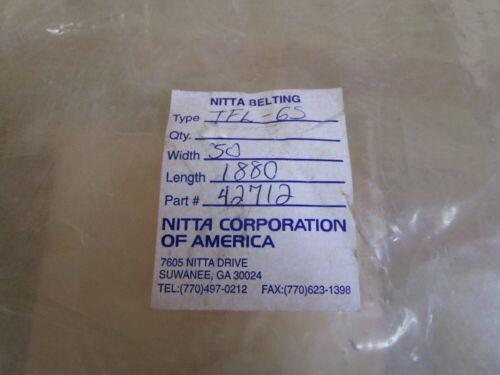 NITTA BELTING
Type TFL-6S
Qty.
Width 50
Length 1880
Part # 42712
NITTA CORPORATION
OF AMERICA
7605 NITTA DRIVE
SUWANEE, GA 30024
TEL:(770)497-0212 FAX:(770)623-1398